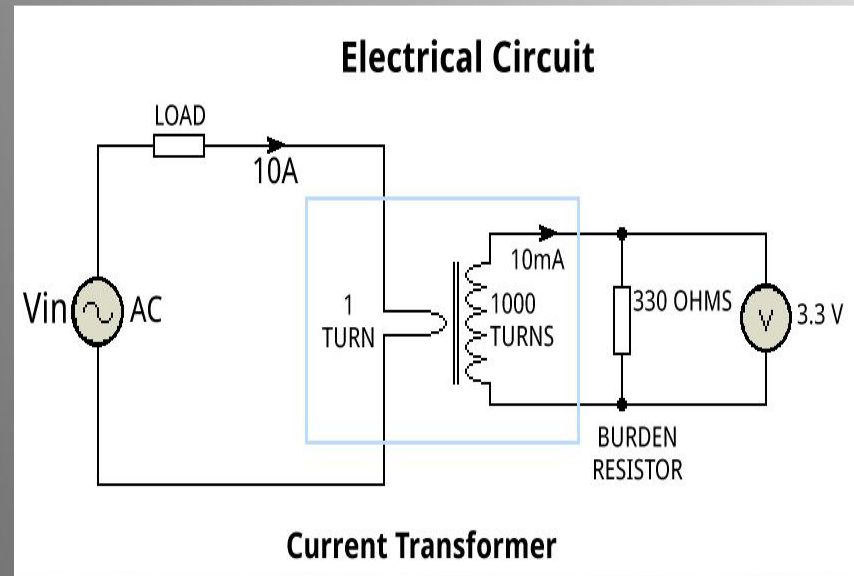 Electrical Circuit
LOAD
10A
Vin
AC
1
TURN
10mA
1000
TURNS
330 OHMS
V
3.3 V
BURDEN
RESISTOR
Current Transformer